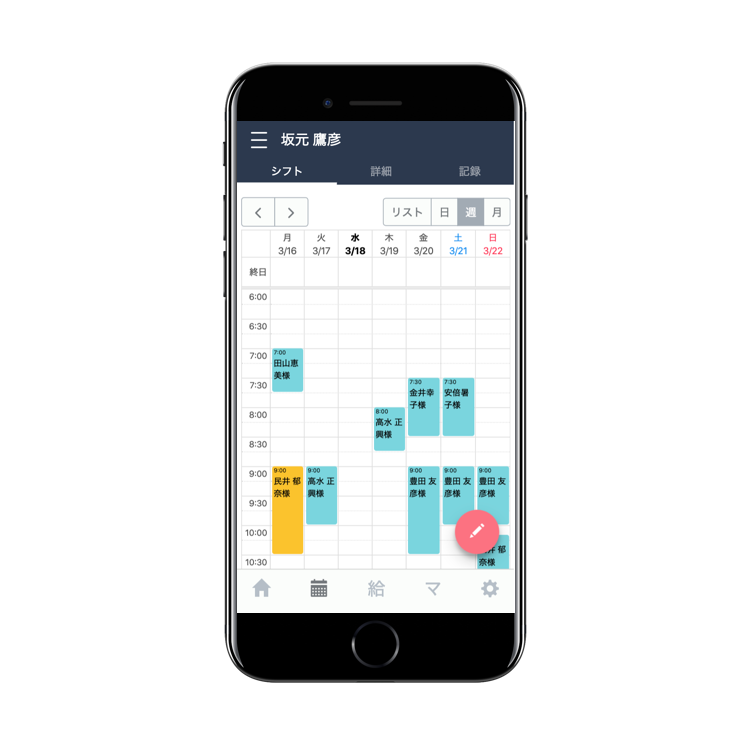 坂元 鷹彦
シフト 詳細 記録
リスト 日 週 月
月 火 水 木 金 土 日
3/16 3/17 3/18 3/19 3/20 3/21 3/22
終日
6:00
6:30
7:00
7:00
田山恵
美様
7:30
7:30
金井幸
子様
7:30
安倍暑
子様
8:00
8:00
高水 正
興様
8:30
9:00
9:00
民井 郁
奈様
9:00
高水 正
興様
9:00
豊田 友
彦様
9:00
豊田 友
彦様
9:00
豊田 友
彦様
9:30
10:00
井 郁
奈様
10:30
給 マ